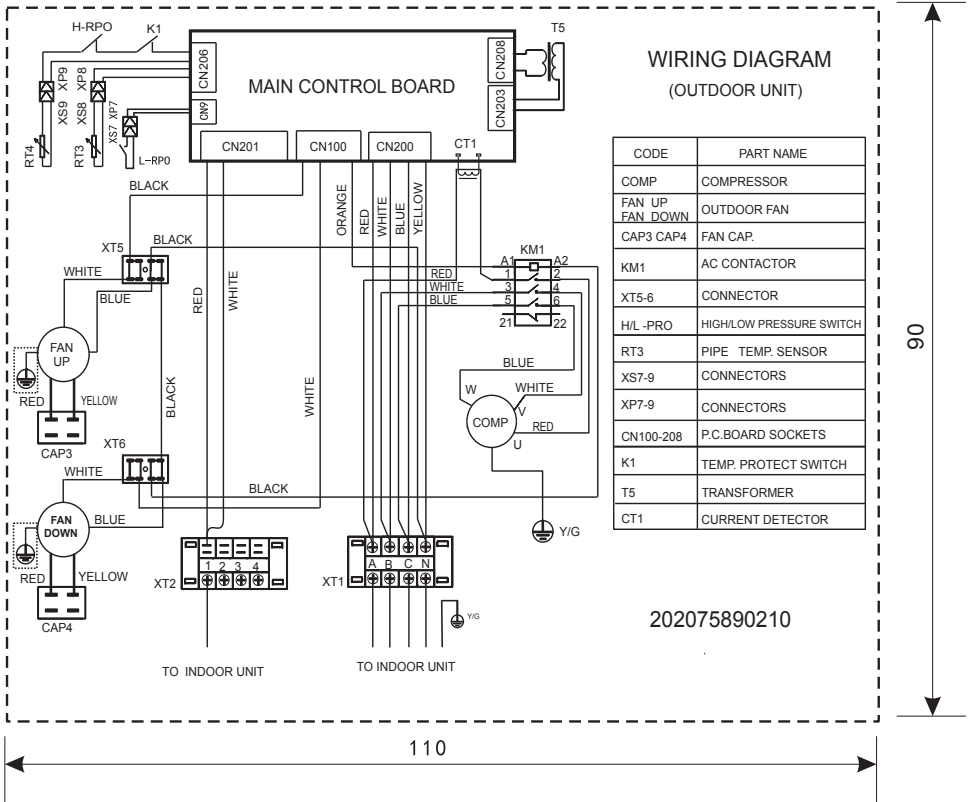 H-RPO
K1
T5
XP9
XP8
XS9
XS8
XS7 XP7
RT4
RT3
L-RPO
CN206
CN9
MAIN CONTROL BOARD
CN208
CN203
CN201
CN100
CN200
CT1
WIRING DIAGRAM
(OUTDOOR UNIT)
CODE PART NAME
COMP COMPRESSOR
FAN UP
FAN DOWN OUTDOOR FAN
CAP3 CAP4 FAN CAP.
KM1 AC CONTACTOR
XT5-6 CONNECTOR
H/L -PRO HIGH/LOW PRESSURE SWITCH
RT3 PIPE TEMP. SENSOR
XS7-9 CONNECTORS
XP7-9 CONNECTORS
CN100-208 P.C.BOARD SOCKETS
K1 TEMP. PROTECT SWITCH
T5 TRANSFORMER
CT1 CURRENT DETECTOR
BLACK
ORANGE
RED
WHITE
BLUE
YELLOW
XT5
BLACK
WHITE
BLUE
RED
WHITE
KM1
A1 A2
RED 1 2
WHITE 3 4
BLUE 5 6
21 22
FAN
UP
RED
YELLOW
CAP3
BLACK
WHITE
BLUE
W
WHITE
COMP
V
RED
U
XT6
WHITE
BLACK
FAN
DOWN
BLUE
RED
YELLOW
CAP4
Y/G
XT2
1 2 3 4
XT1
A B C N
Y/G
TO INDOOR UNIT
TO INDOOR UNIT
202075890210
90
110